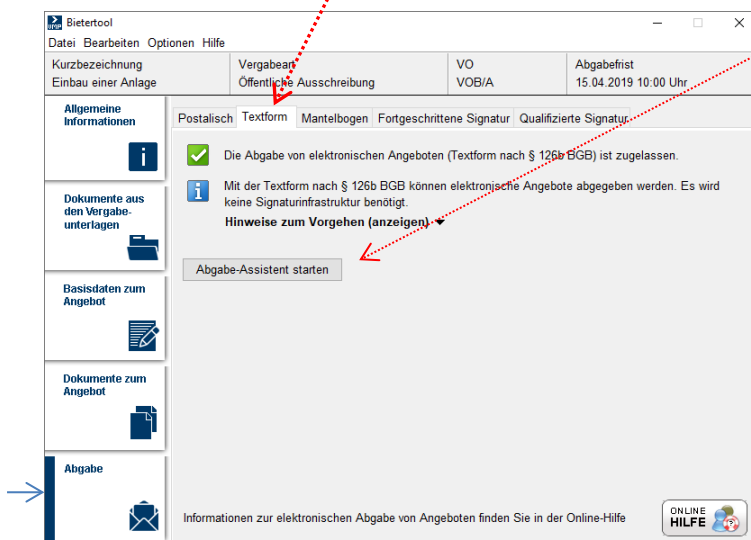 Bietertool
Datei Bearbeiten Optionen Hilfe
Kurzbezeichnung Vergabeart VO Abgabefrist
Einbau einer Anlage Öffentliche Ausschreibung VOB/A 15.04.2019 10:00 Uhr
Allgemeine
Informationen
Postalisch Textform Mantelbogen Fortgeschrittene Signatur Qualifizierte Signatur
Die Abgabe von elektronischen Angeboten (Textform nach § 126b BGB) ist zugelassen.
Mit der Textform nach § 126b BGB können elektronische Angebote abgegeben werden. Es wird
keine Signaturinfrastruktur benötigt.
Hinweise zum Vorgehen (anzeigen)
Dokumente aus
den Vergabe-
unterlagen
Abgabe-Assistent starten
Basisdaten zum
Angebot
Dokumente zum
Angebot
Abgabe
Informationen zur elektronischen Abgabe von Angeboten finden Sie in der Online-Hilfe
ONLINE
HILFE